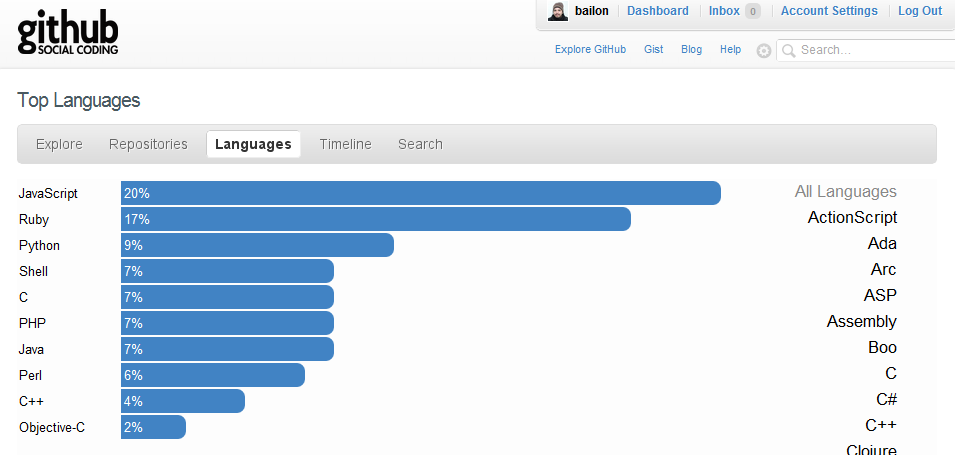 github
SOCIAL CODING
bailon Dashboard Inbox 0 Account Settings Log Out
Explore GitHub Gist Blog Help Search...
Top Languages
Explore Repositories Languages Timeline Search
JavaScript 20%
Ruby 17%
Python 9%
Shell 7%
C 7%
PHP 7%
Java 7%
Perl 6%
C++ 4%
Objective-C 2%
All Languages
ActionScript
Ada
Arc
ASP
Assembly
Boo
C
C#
C++
Clojure